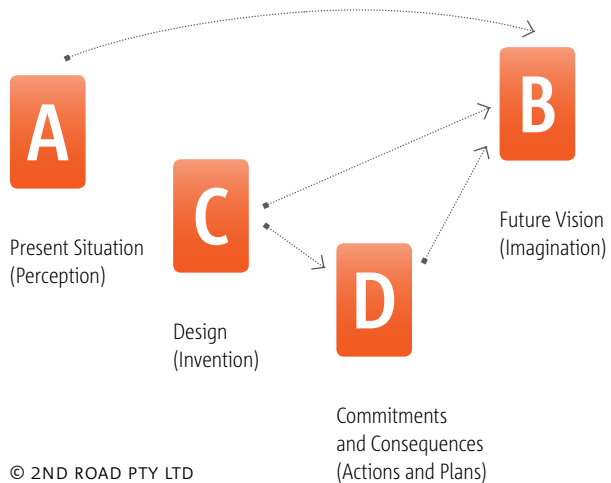 A
Present Situation
(Perception)
C
Design
(Invention)
D
Commitments
and Consequences
(Actions and Plans)
B
Future Vision
(Imagination)
© 2ND ROAD PTY LTD